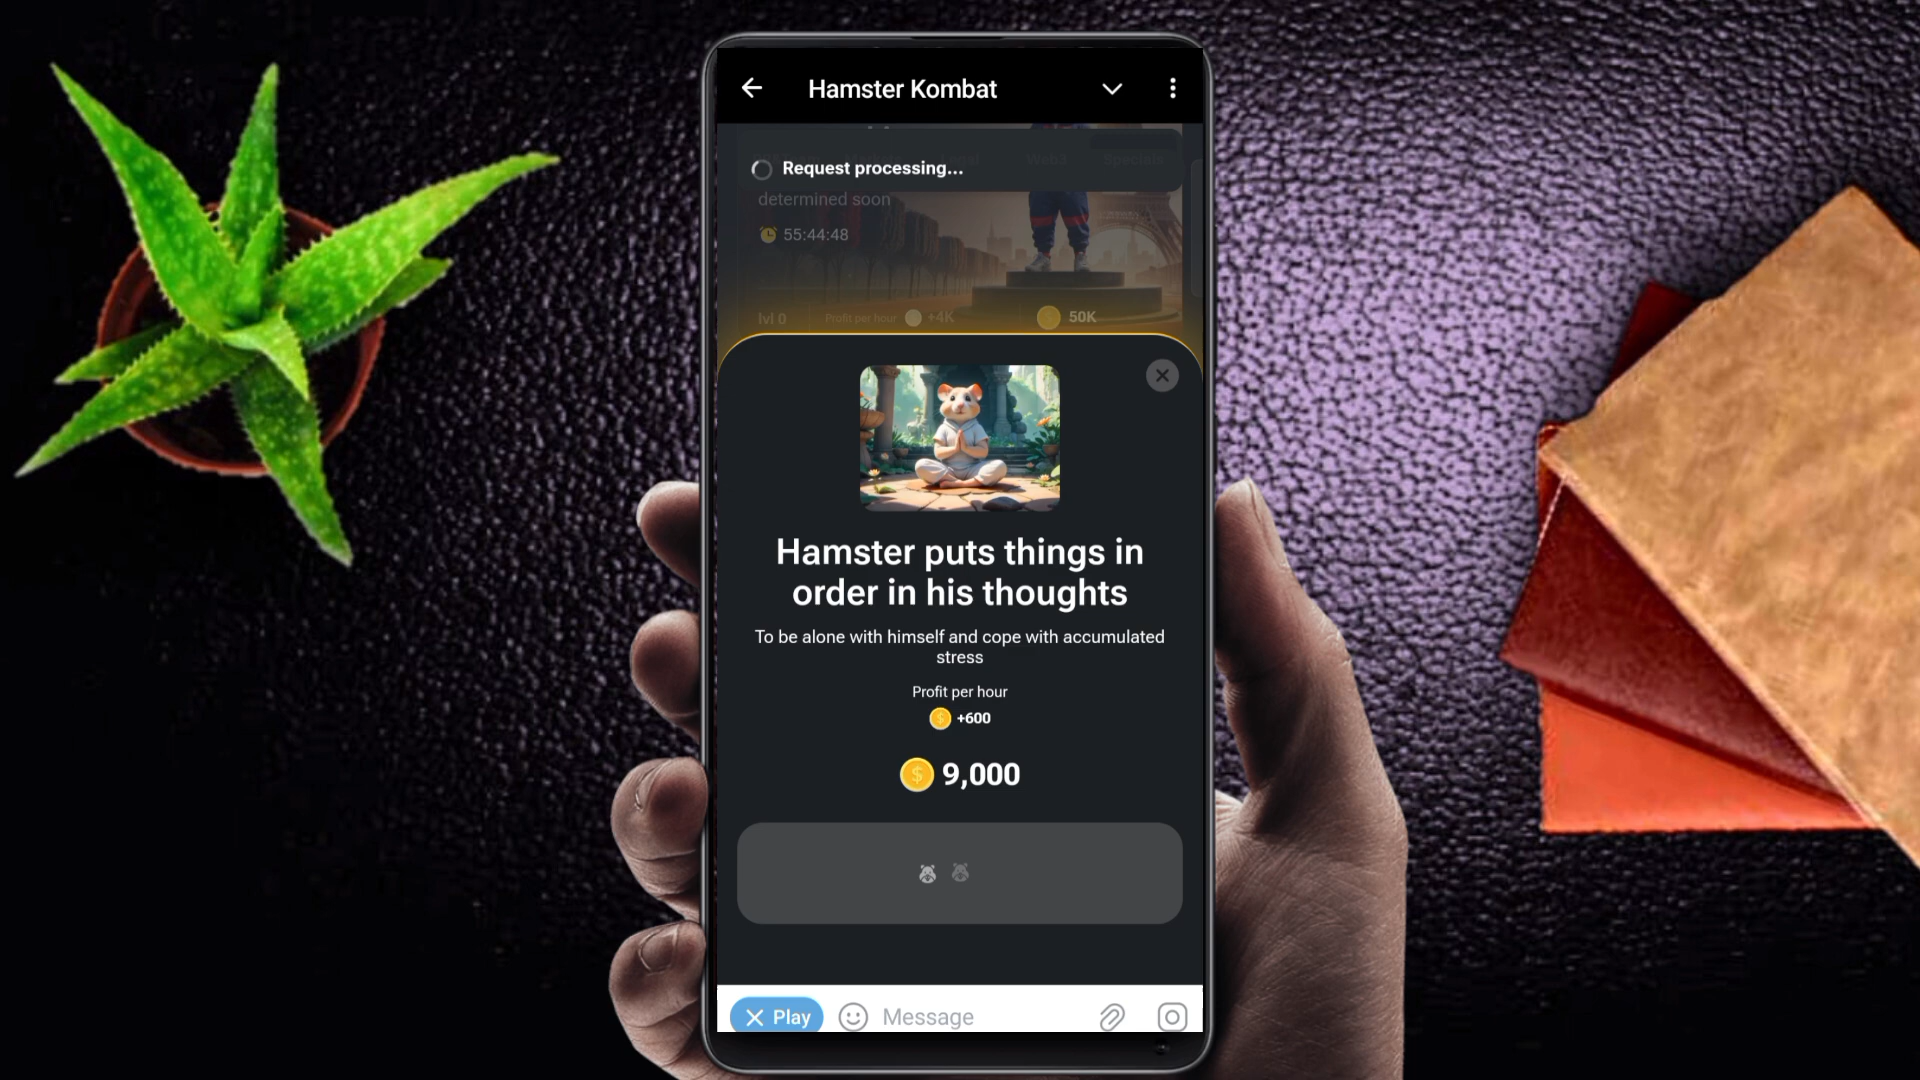 Hamster Kombat
Request processing...
determined soon
55:44:48
lvl 0
Profit per hour
+4K
50K
Hamster puts things in
order in his thoughts
To be alone with himself and cope with accumulated
stress
Profit per hour
+600
9,000
Play
Message